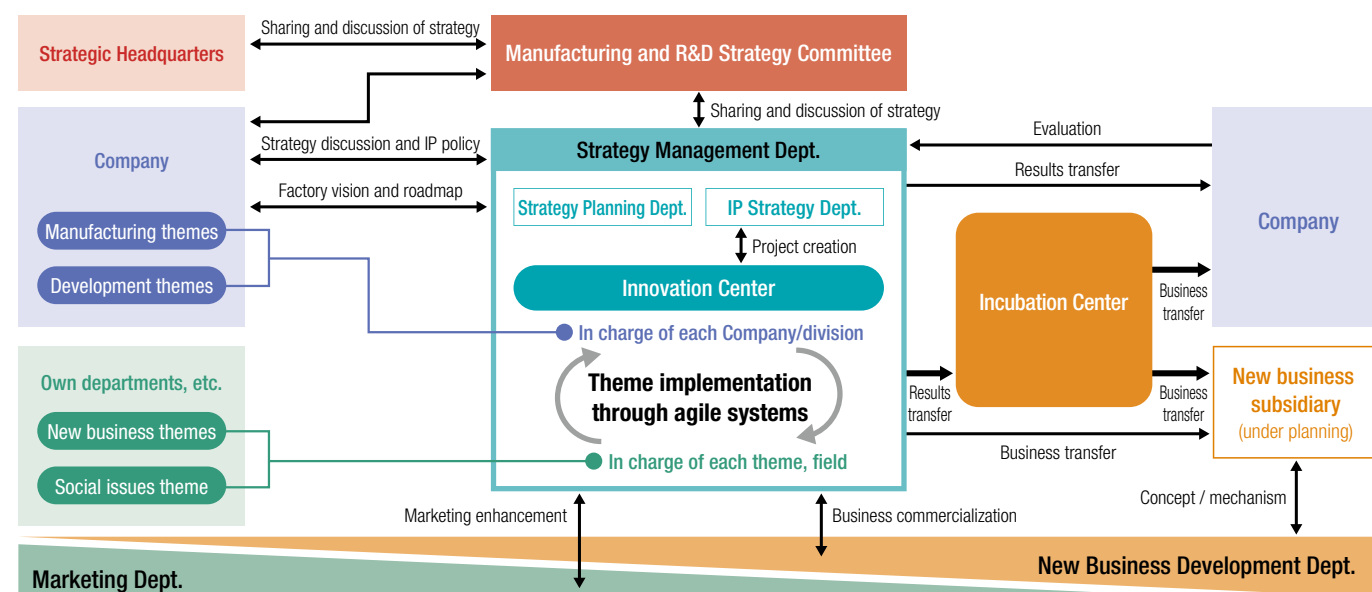 Strategic Headquarters
Sharing and discussion of strategy
Manufacturing and R&D Strategy Committee
Sharing and discussion of strategy
Company
Strategy discussion and IP policy
Factory vision and roadmap
Manufacturing themes
Development themes
Strategy Management Dept.
Strategy Planning Dept.
IP Strategy Dept.
Project creation
Innovation Center
In charge of each Company/division
Theme implementation
through agile systems
In charge of each theme, field
Own departments, etc.
New business themes
Social issues theme
Evaluation
Results transfer
Company
Incubation Center
Business
transfer
Results
transfer
Business
transfer
New business
subsidiary
(under planning)
Business transfer
Concept / mechanism
Marketing enhancement
Business commercialization
Marketing Dept.
New Business Development Dept.